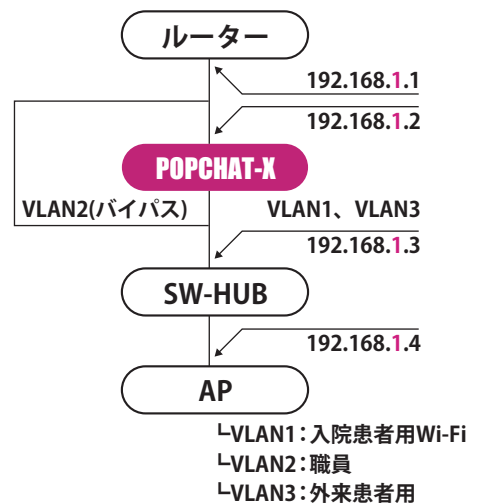 ルーター
192.168.1.1
192.168.1.2
POPCHAT-X
VLAN2(バイパス)
VLAN1、VLAN3
192.168.1.3
SW-HUB
192.168.1.4
AP
┗VLAN1：入院患者用Wi-Fi
┗VLAN2：職員
┗VLAN3：外来患者用